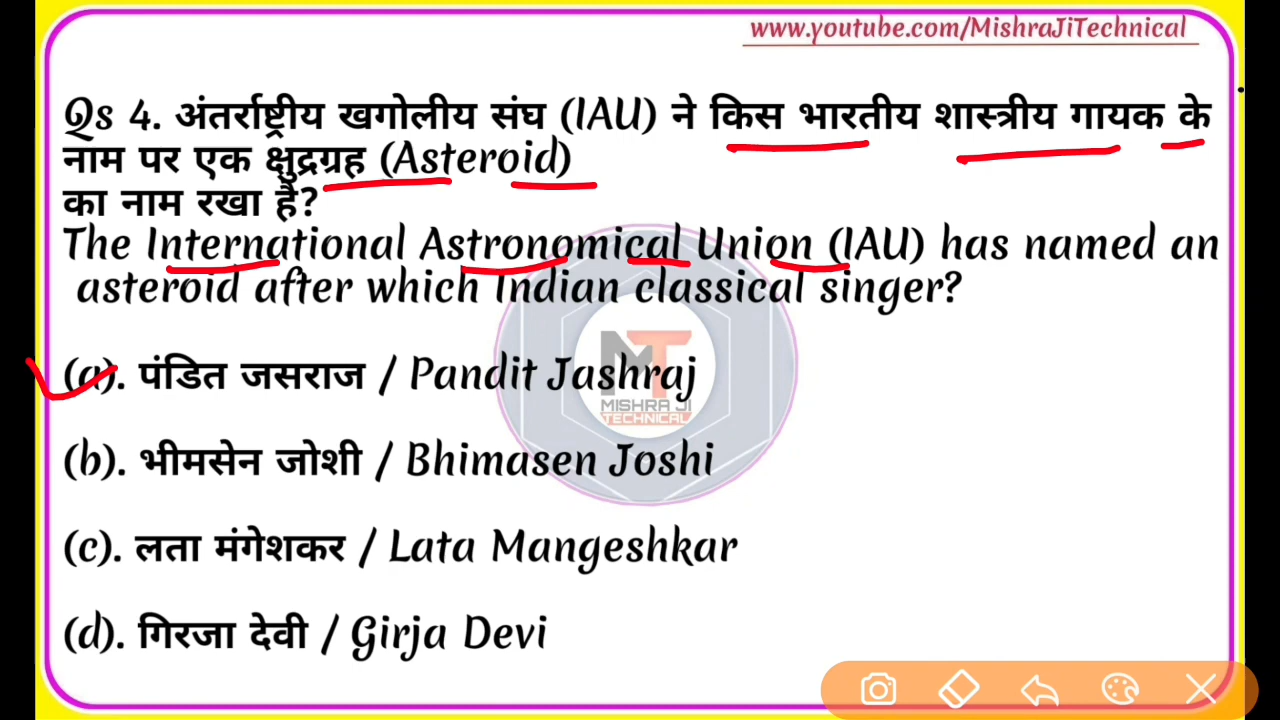 www.youtube.com/MishraJiTechnical
Qs 4. अंतर्राष्ट्रीय खगोलीय संघ (IAU) ने किस भारतीय शास्त्रीय गायक के
नाम पर एक क्षुद्रग्रह (Asteroid)
का नाम रखा है?
The International Astronomical Union (IAU) has named an
asteroid after which Indian classical singer?
(a). पंडित जसराज / Pandit Jashraj
MT
MISHRA JI
TECHNICAL
(b). भीमसेन जोशी / Bhimasen Joshi
(c). लता मंगेशकर / Lata Mangeshkar
(d). गिरजा देवी / Girja Devi